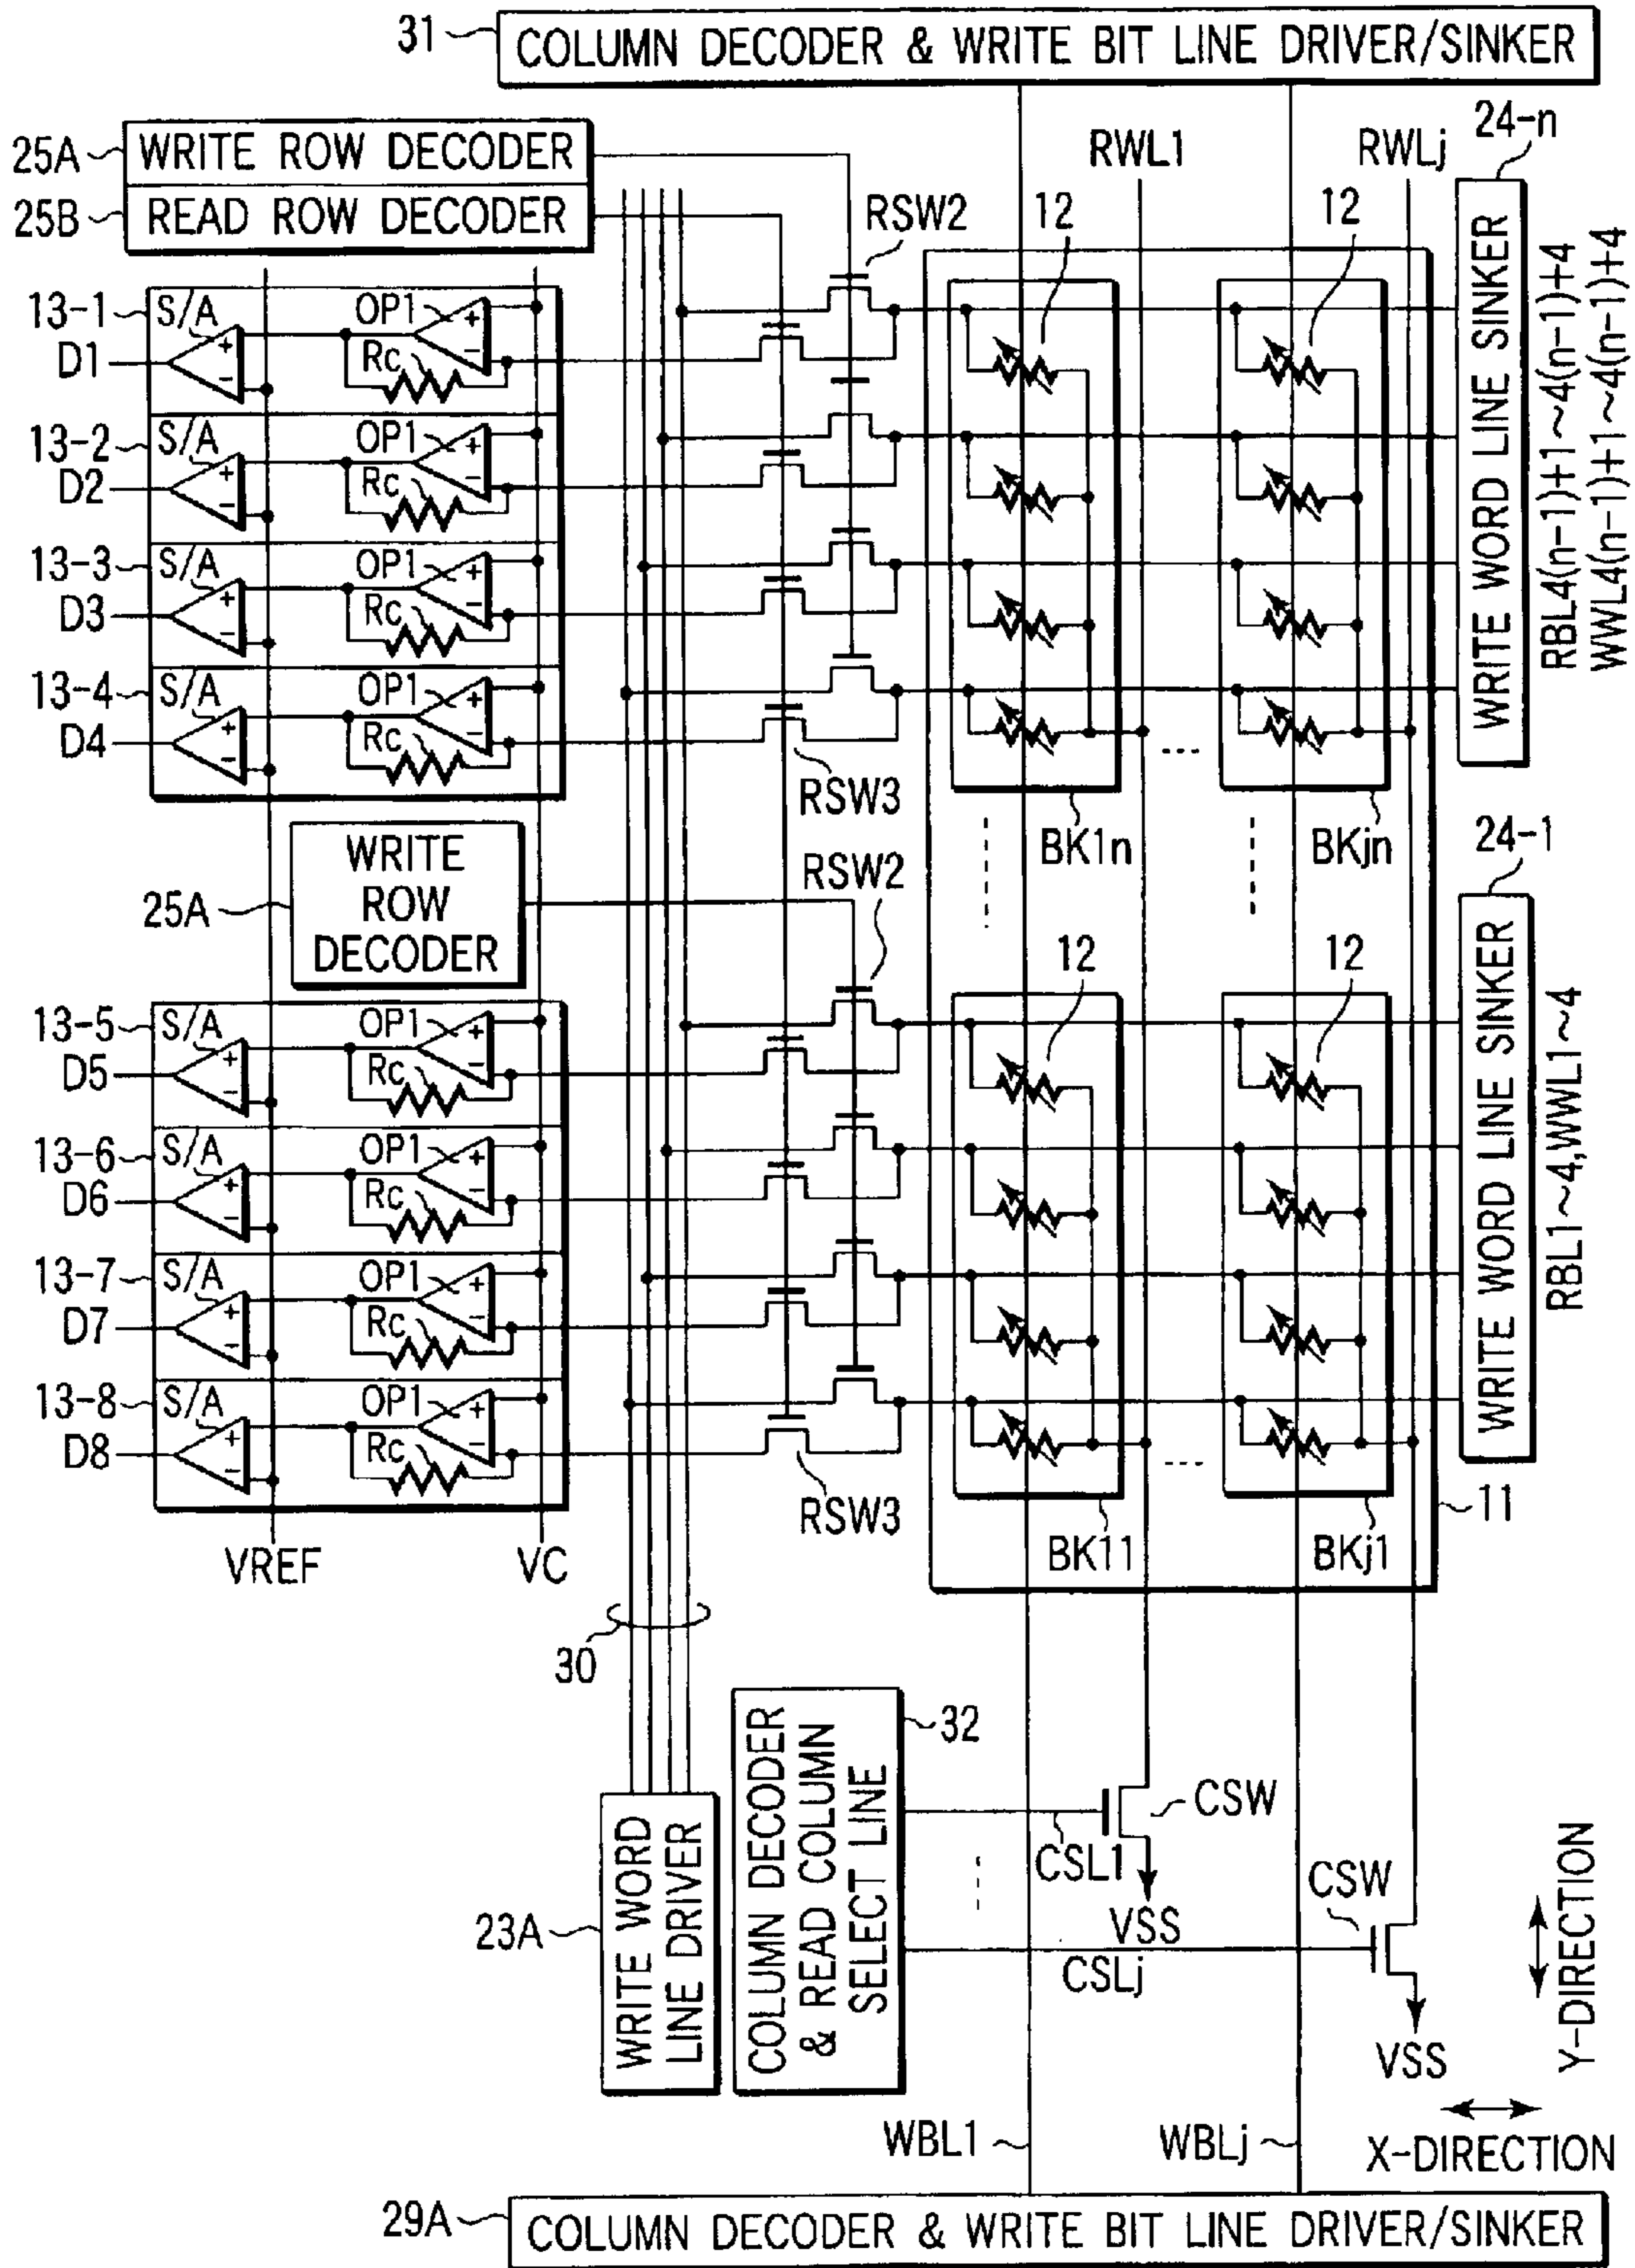 31
COLUMN DECODER & WRITE BIT LINE DRIVER/SINKER
25A
WRITE ROW DECODER
25B
READ ROW DECODER
RSW2
12
RWL1
12
RWLj
24-n
WRITE WORD LINE SINKER
RBL4(n-1)+1~4(n-1)+4
WWL4(n-1)+1~4(n-1)+4
13-1
S/A
OP1
+
-
Rc
+
-
D1
13-2
S/A
OP1
+
-
Rc
+
-
D2
13-3
S/A
OP1
+
-
Rc
+
-
D3
13-4
S/A
OP1
+
-
Rc
+
-
D4
RSW3
BK1n
BKjn
25A
WRITE
ROW
DECODER
RSW2
12
12
24-1
WRITE WORD LINE SINKER
RBL1~4,WWL1~4
13-5
S/A
OP1
+
-
Rc
+
-
D5
13-6
S/A
OP1
+
-
Rc
+
-
D6
13-7
S/A
OP1
+
-
Rc
+
-
D7
13-8
S/A
OP1
+
-
Rc
+
-
D8
RSW3
BK11
BKj1
11
VREF
VC
30
23A
WRITE WORD
LINE DRIVER
32
COLUMN DECODER
& READ COLUMN
SELECT LINE
CSL1
CSW
VSS
CSLj
CSW
VSS
Y-DIRECTION
X-DIRECTION
WBL1
WBLj
29A
COLUMN DECODER & WRITE BIT LINE DRIVER/SINKER